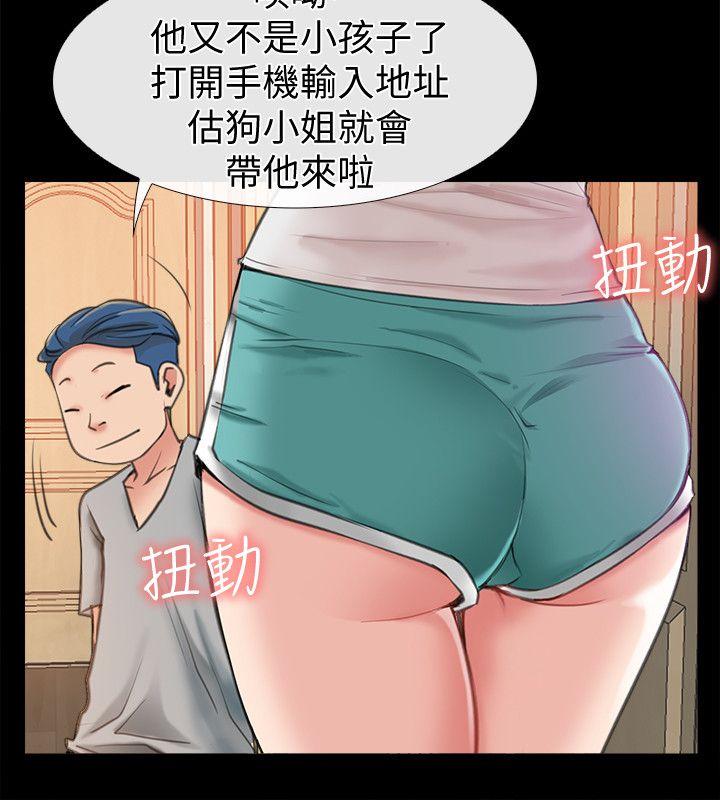 他又不是小孩子了
打開手機輸入地址
估狗小姐就會
帶他來啦
扭動
扭動